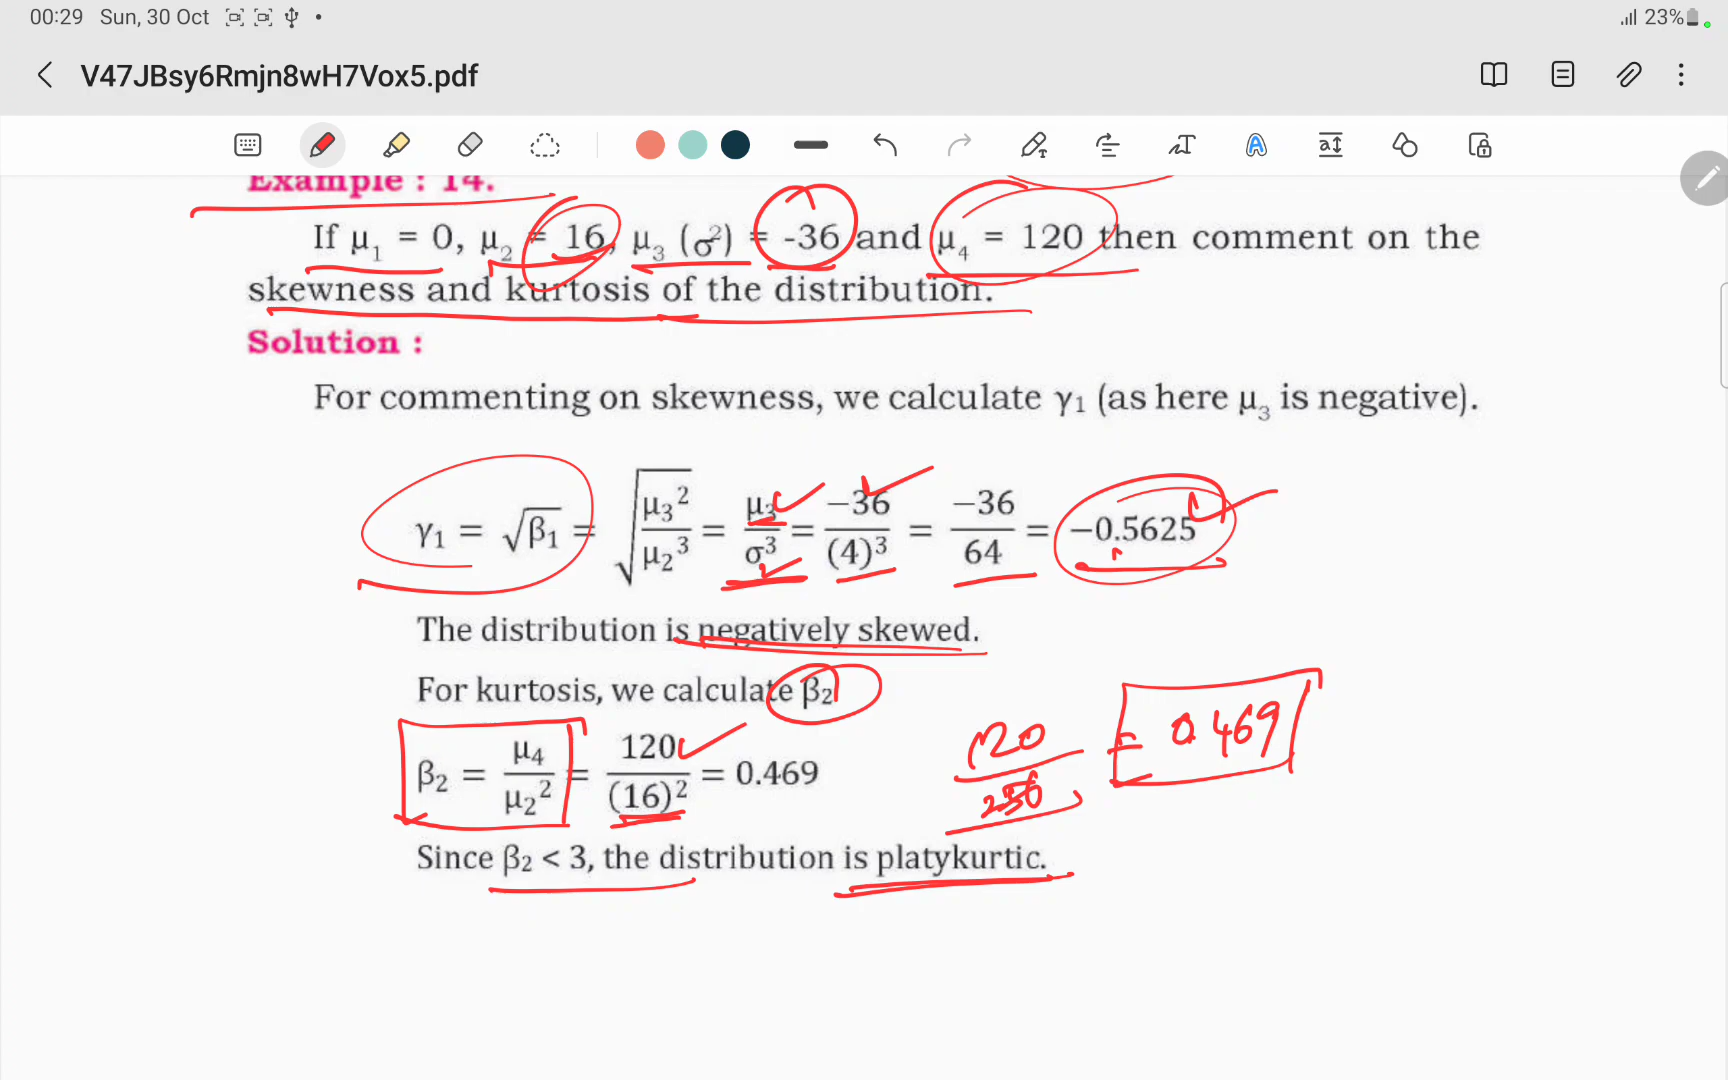 00:29 Sun, 30 Oct
23%
V47JBsy6Rmjn8wH7Vox5.pdf
Example : 14.
If μ₁ = 0, μ₂ = 16, μ₃ (σ²) = -36 and μ₄ = 120 then comment on the
skewness and kurtosis of the distribution.
Solution :
For commenting on skewness, we calculate γ₁ (as here μ₃ is negative).
γ₁ = √β₁ = √(μ₃²/μ₂³) = μ₃/σ³ = −36/(4)³ = −36/64 = −0.5625
The distribution is negatively skewed.
For kurtosis, we calculate β₂
β₂ = μ₄/μ₂² = 120/(16)² = 0.469
120/256 = 0.469
Since β₂ < 3, the distribution is platykurtic.